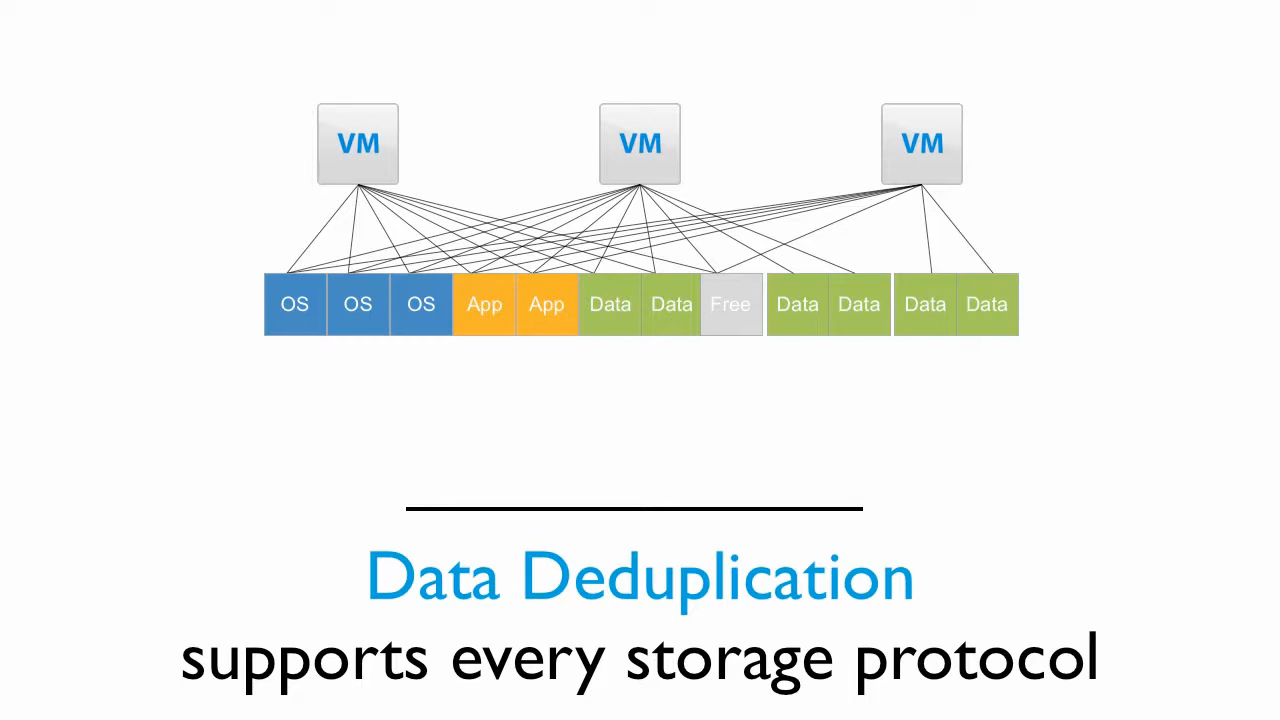 VM VM VM
OS OS OS App App Data Data Free Data Data Data Data
Data Deduplication
supports every storage protocol